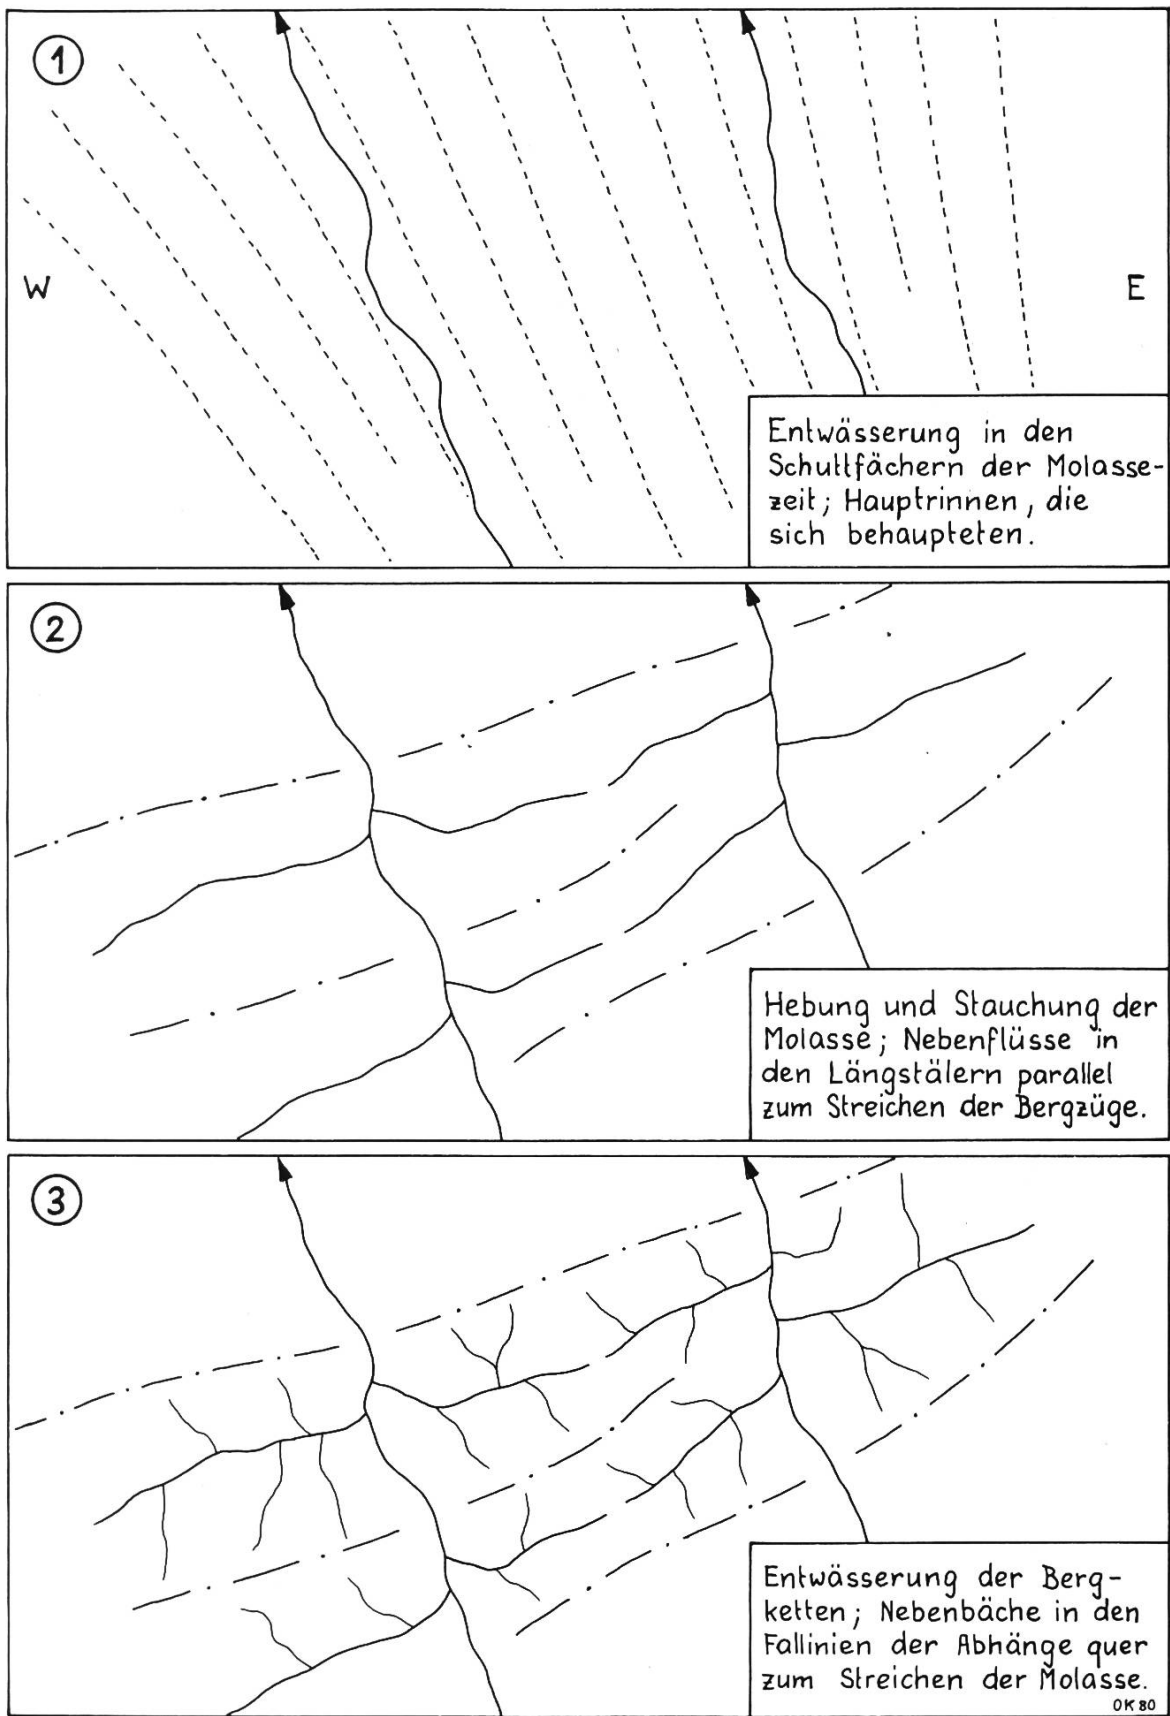 1
W
E
Entwässerung in den
Schuttfächern der Molasse-
zeit; Hauptrinnen, die
sich behaupteten.
2
Hebung und Stauchung der
Molasse; Nebenflüsse in
den Längstälern parallel
zum Streichen der Bergzüge.
3
Entwässerung der Berg-
ketten; Nebenbäche in den
Fallinien der Abhänge quer
zum Streichen der Molasse.
OK 80